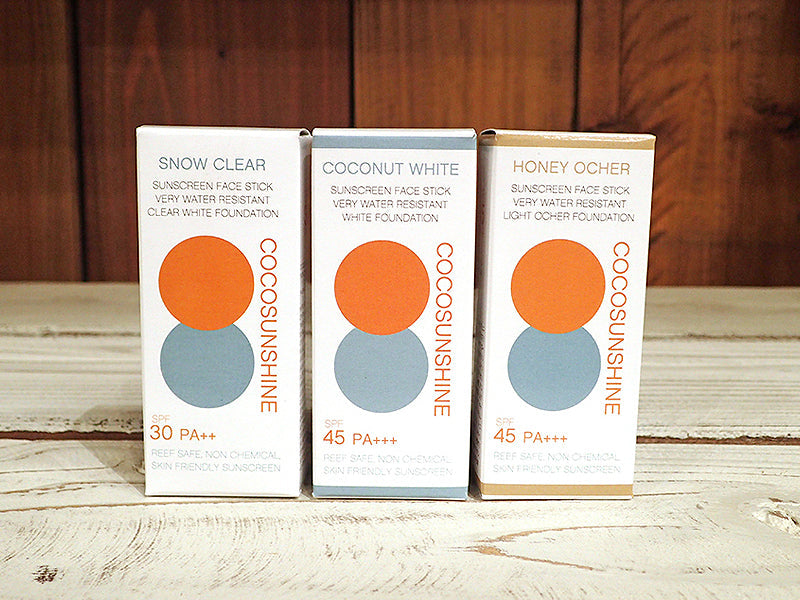 SNOW CLEAR
SUNSCREEN FACE STICK
VERY WATER RESISTANT
CLEAR WHITE FOUNDATION
COCOSUNSHINE
SPF
30 PA++
REEF SAFE, NON CHEMICAL,
SKIN FRIENDLY SUNSCREEN
COCONUT WHITE
SUNSCREEN FACE STICK
VERY WATER RESISTANT
WHITE FOUNDATION
COCOSUNSHINE
SPF
45 PA+++
REEF SAFE, NON CHEMICAL,
SKIN FRIENDLY SUNSCREEN
HONEY OCHER
SUNSCREEN FACE STICK
VERY WATER RESISTANT
LIGHT OCHER FOUNDATION
COCOSUNSHINE
SPF
45 PA+++
REEF SAFE, NON CHEMICAL,
SKIN FRIENDLY SUNSCREEN